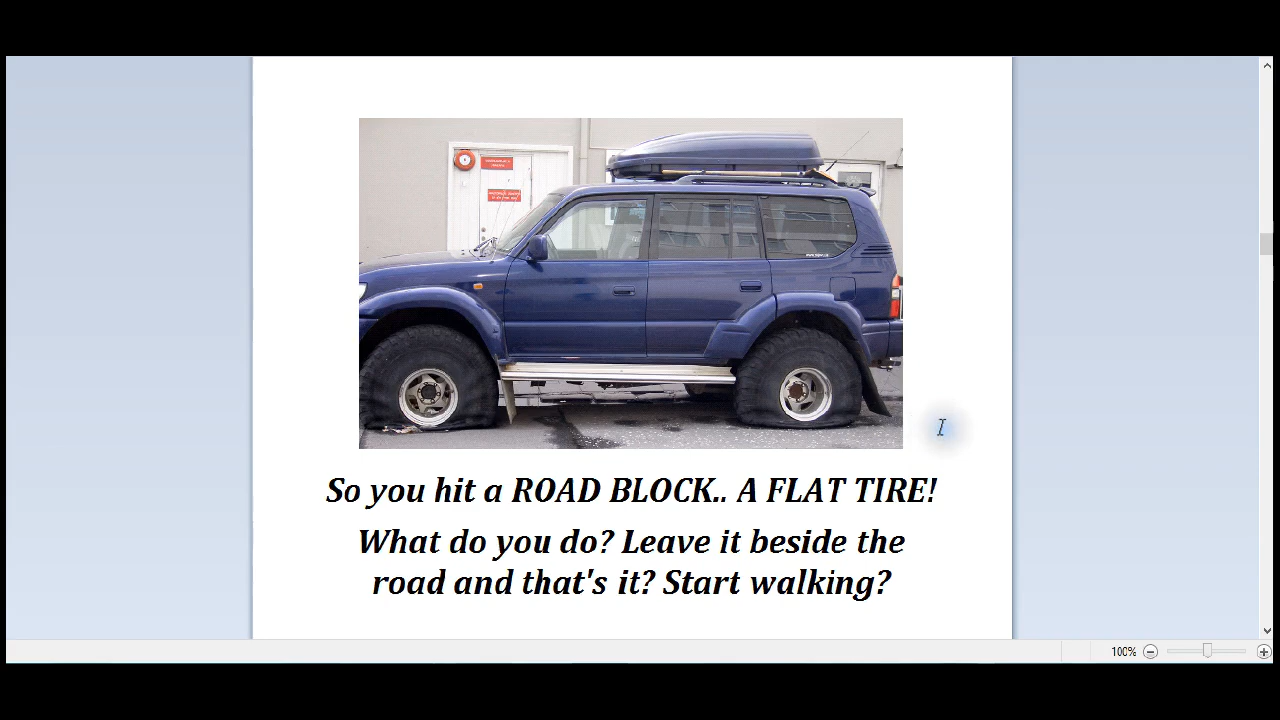 So you hit a ROAD BLOCK.. A FLAT TIRE!
What do you do? Leave it beside the
road and that's it? Start walking?
100%